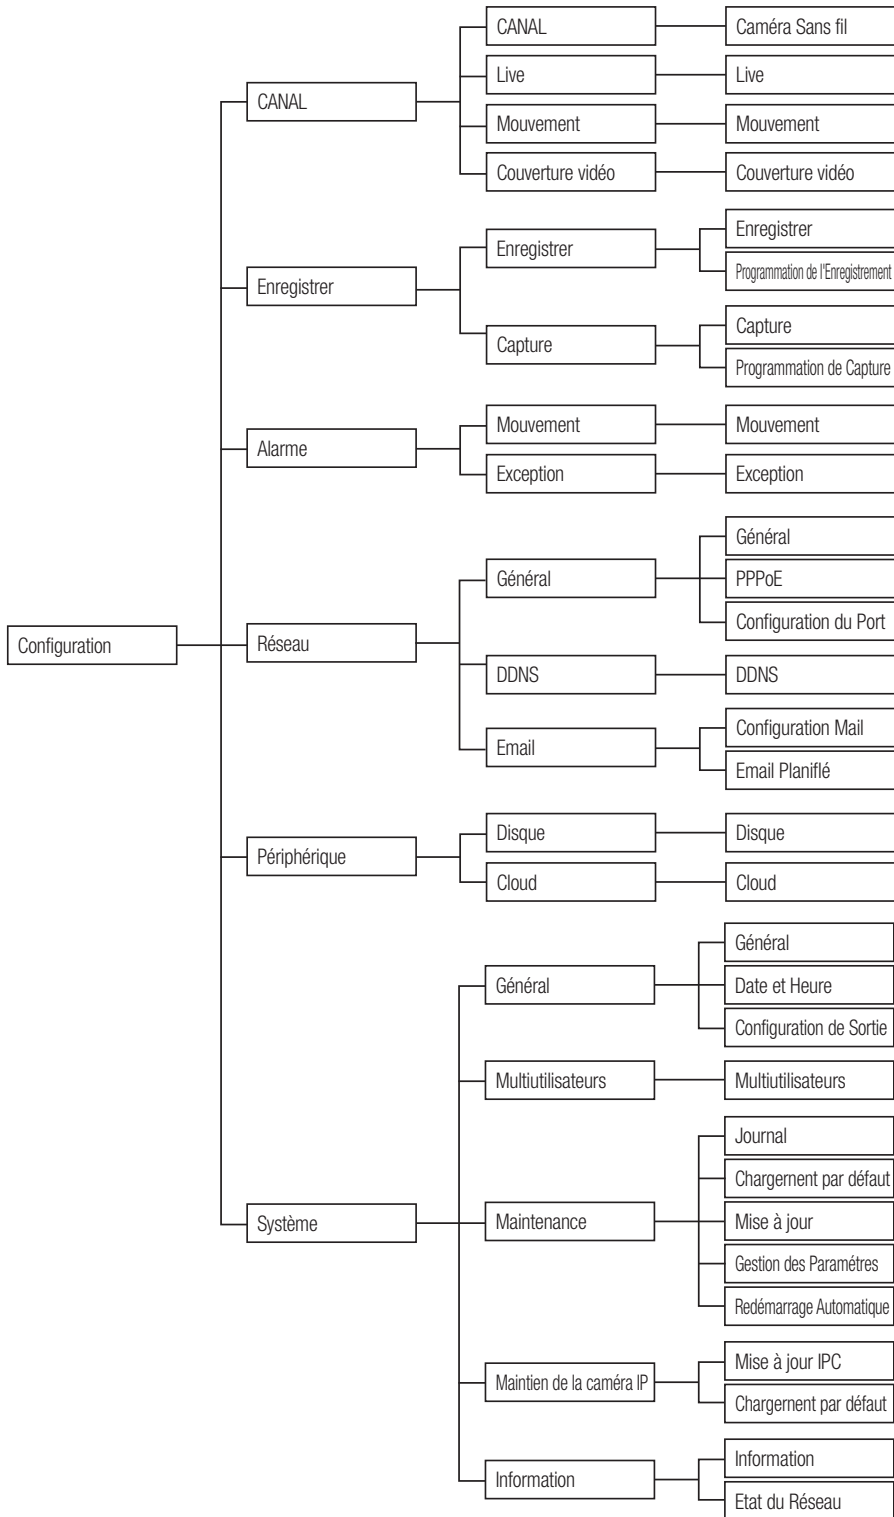 CANAL
Caméra Sans fil
Live
Live
CANAL
Mouvement
Mouvement
Couverture vidéo
Couverture vidéo
Enregistrer
Enregistrer
Programmation de l'Enregistrement
Enregistrer
Capture
Capture
Programmation de Capture
Mouvement
Mouvement
Alarme
Exception
Exception
Général
Général
PPPoE
Configuration du Port
Configuration
Réseau
DDNS
DDNS
Configuration Mail
Email
Email Planiflé
Disque
Disque
Périphérique
Cloud
Cloud
Général
Général
Date et Heure
Configuration de Sortie
Multiutilisateurs
Multiutilisateurs
Journal
Chargernent par défaut
Système
Maintenance
Mise à jour
Gestion des Paramétres
Redémarrage Automatique
Mise à jour IPC
Maintien de la caméra IP
Chargernent par défaut
Information
Information
Etat du Réseau